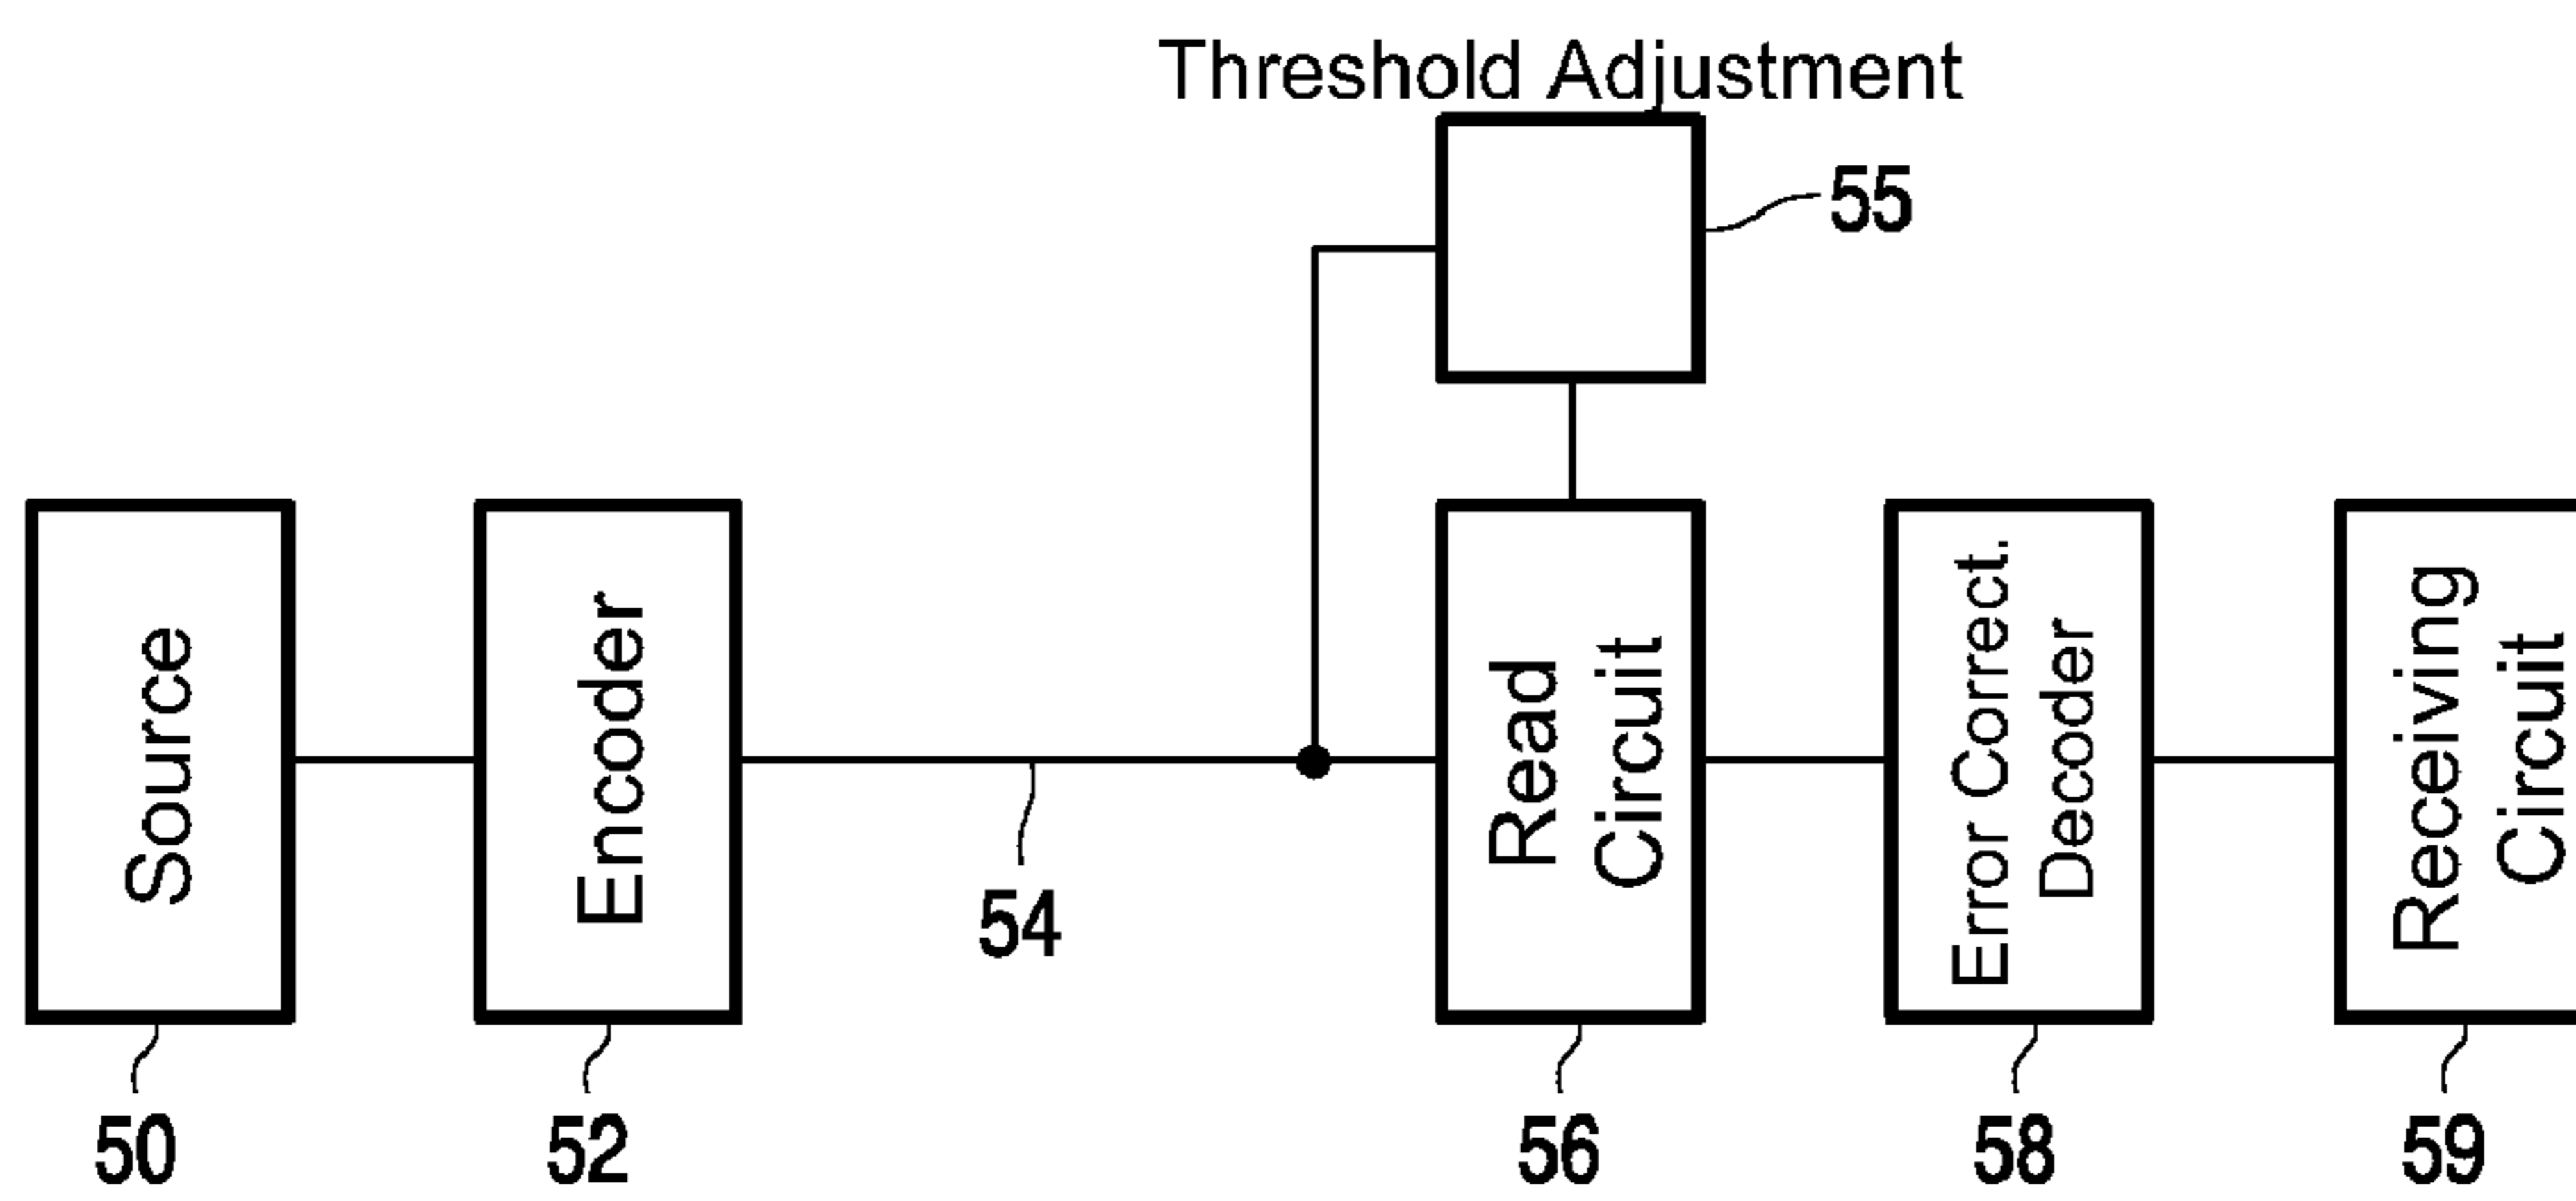 Threshold Adjustment
55
Source
Encoder
Read
Circuit
Error Correct.
Decoder
Receiving
Circuit
54
50
52
56
58
59